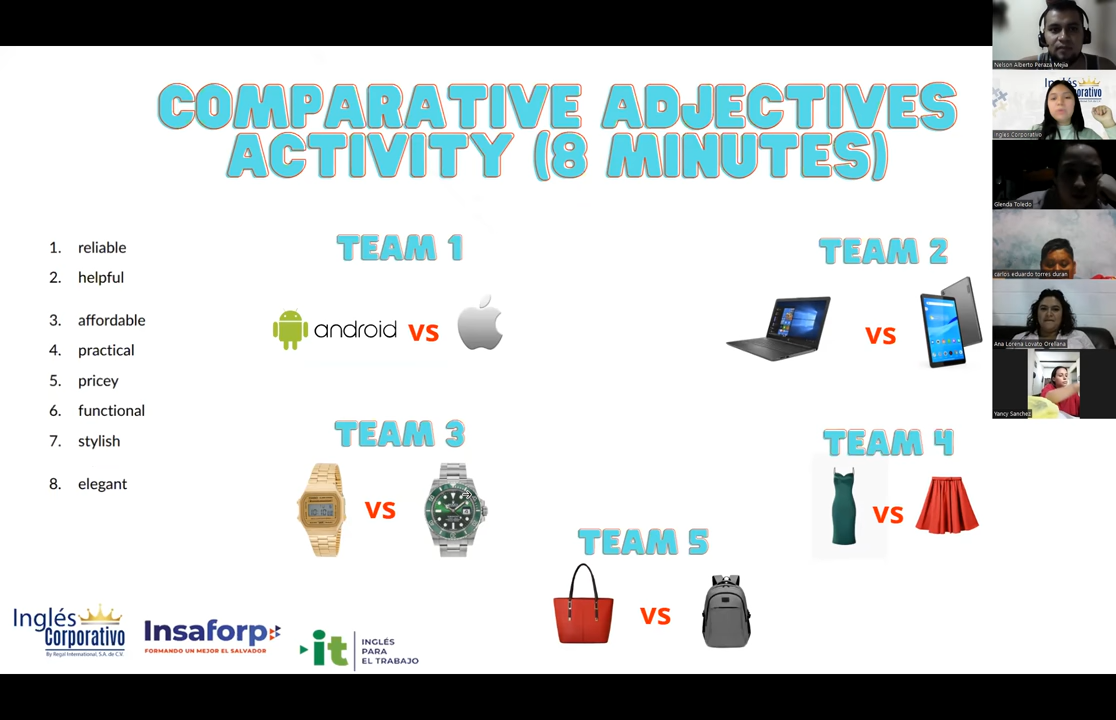 COMPARATIVE ADJECTIVES
ACTIVITY (8 MINUTES)
1. reliable
2. helpful
3. affordable
4. practical
5. pricey
6. functional
7. stylish
8. elegant
TEAM 1
android vs
TEAM 2
vs
TEAM 3
vs
TEAM 4
vs
TEAM 5
vs
Inglés
Corporativo
By Regal International, S.A. de C.V.
Insaforp
FORMANDO UN MEJOR EL SALVADOR
it
INGLÉS
PARA
EL TRABAJO
Nelson Alberto Peraza Mejia
Inglés
orativo
Ingles Corporativo
Glenda Toledo
carlos eduardo torres duran
Ana Lorena Lovato Orellana
Yancy Sanchez